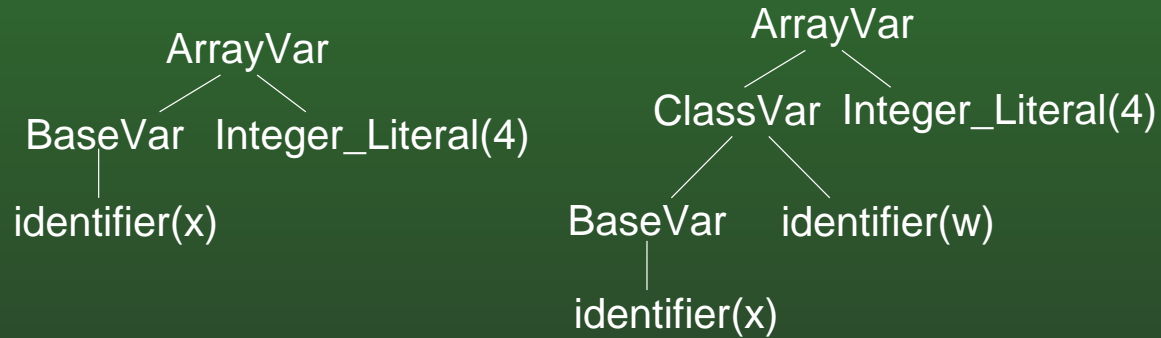 ArrayVar
BaseVar Integer_Literal(4)
identifier(x)
ArrayVar
ClassVar Integer_Literal(4)
BaseVar identifier(w)
identifier(x)